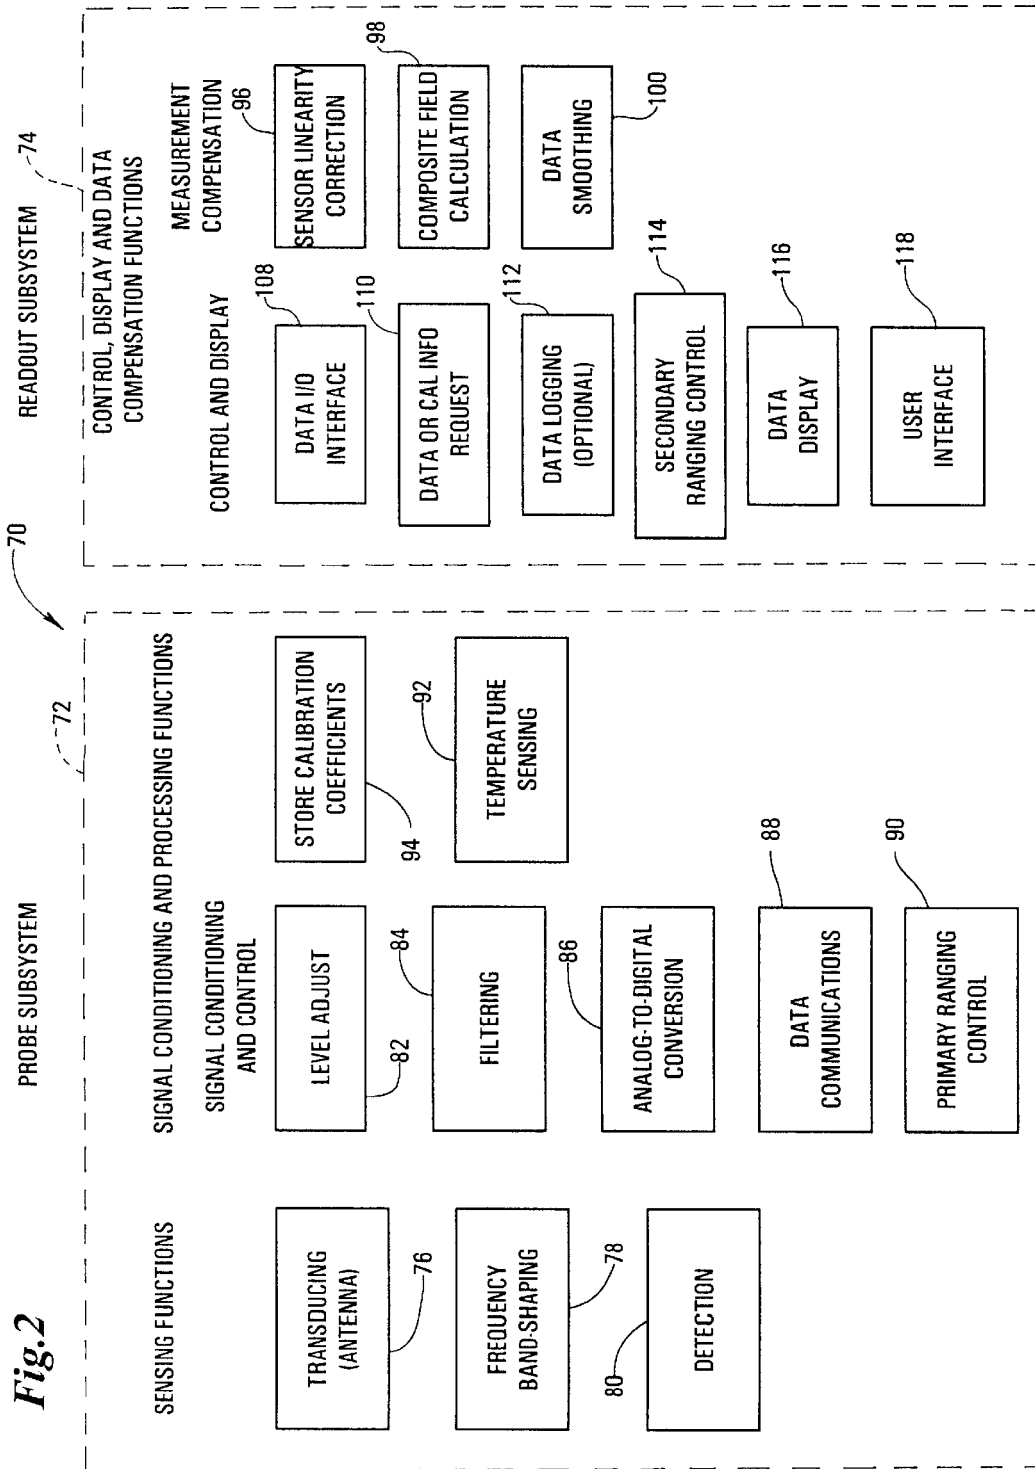 Fig.2
70
PROBE SUBSYSTEM
72
SENSING FUNCTIONS
TRANSDUCING
(ANTENNA)
76
FREQUENCY
BAND-SHAPING
78
80
DETECTION
SIGNAL CONDITIONING AND PROCESSING FUNCTIONS
SIGNAL CONDITIONING
AND CONTROL
LEVEL ADJUST
82
84
FILTERING
86
ANALOG-TO-DIGITAL
CONVERSION
88
DATA
COMMUNICATIONS
90
PRIMARY RANGING
CONTROL
STORE CALIBRATION
COEFFICIENTS
94
92
TEMPERATURE
SENSING
READOUT SUBSYSTEM
74
CONTROL, DISPLAY AND DATA
COMPENSATION FUNCTIONS
CONTROL AND DISPLAY
108
DATA I/O
INTERFACE
110
DATA OR CAL INFO
REQUEST
112
DATA LOGGING
(OPTIONAL)
114
SECONDARY
RANGING CONTROL
116
DATA
DISPLAY
118
USER
INTERFACE
MEASUREMENT
COMPENSATION
96
SENSOR LINEARITY
CORRECTION
98
COMPOSITE FIELD
CALCULATION
DATA
SMOOTHING
100